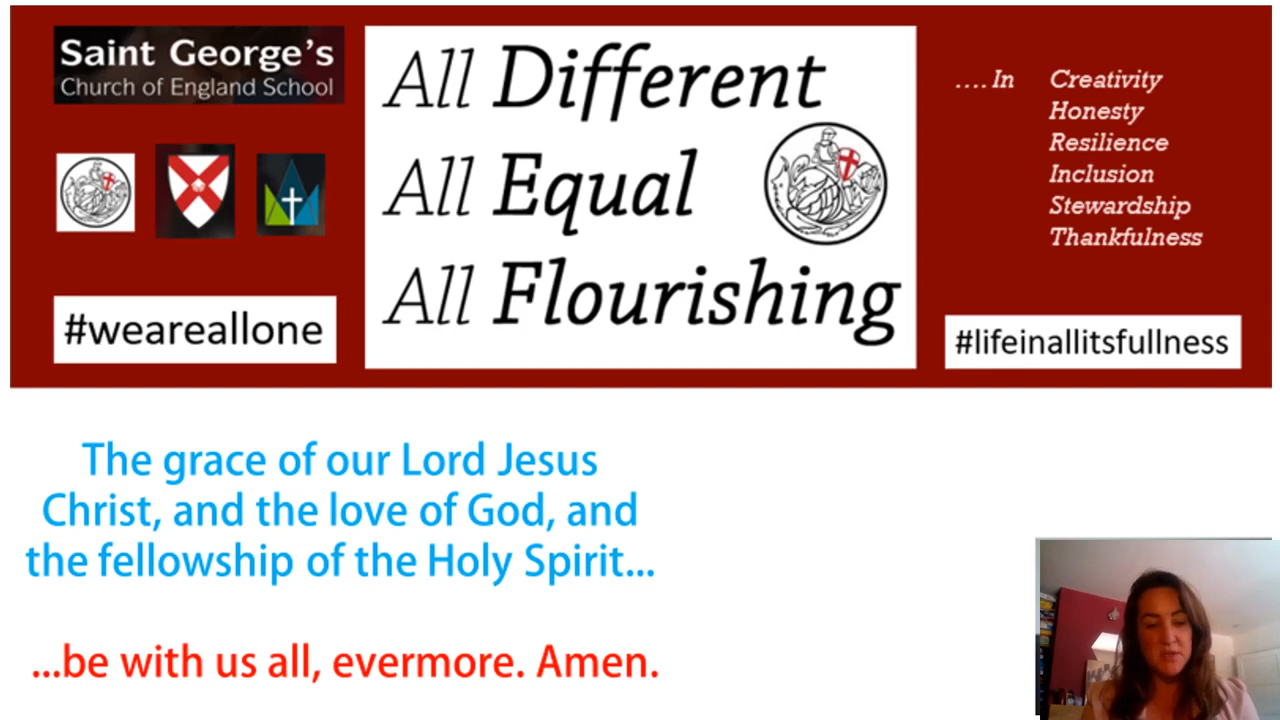 Saint George's
Church of England School
#weareallone
All Different
All Equal
All Flourishing
.... In Creativity
Honesty
Resilience
Inclusion
Stewardship
Thankfulness
#lifeinallitsfullness
The grace of our Lord Jesus
Christ, and the love of God, and
the fellowship of the Holy Spirit...
...be with us all, evermore. Amen.